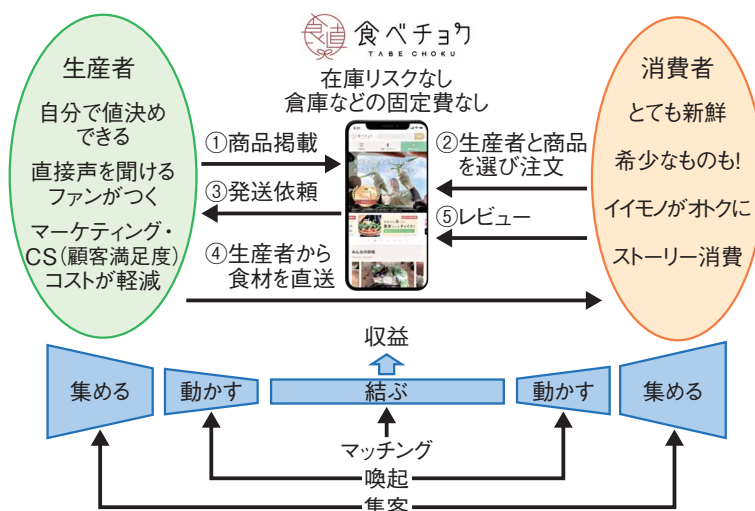 食べチョク
TABE CHOKU
在庫リスクなし
倉庫などの固定費なし
生産者
自分で値決め
できる
直接声を聞ける
ファンがつく
マーケティング・
CS(顧客満足度)
コストが軽減
①商品掲載
③発送依頼
④生産者から
食材を直送
②生産者と商品
を選び注文
⑤レビュー
消費者
とても新鮮
希少なものも!
イイモノがオトクに
ストーリー消費
収益
集める
動かす
結ぶ
動かす
集める
マッチング
喚起
集客